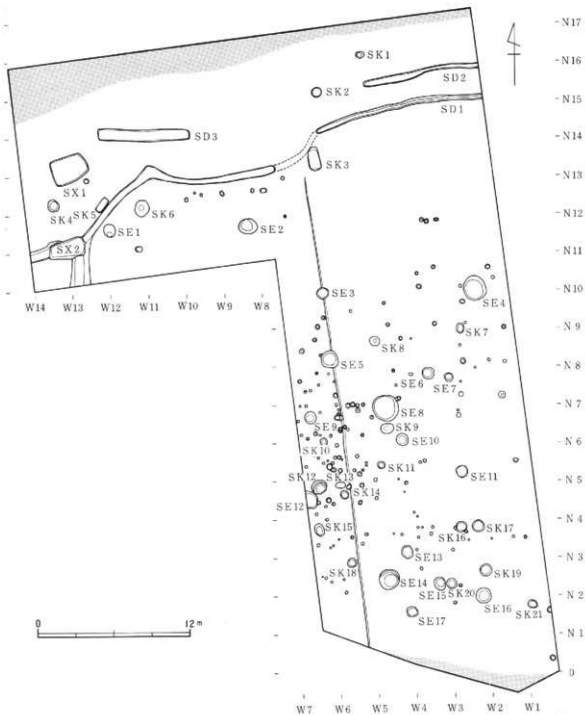 N17
SK1
N16
SD2
SK2
N15
SD1
SD3
N14
SK3
N13
SX1
SK5
SK6
N12
SK4
SE1
SE2
SX2
N11
SE3
SE4
N10
W14 W13 W12 W11 W10 W9 W8
SK7
N9
SK8
SE5
N8
SE6
SE7
N7
SE8
SE9
SK9
N6
SK10
SE10
SK11
SK13
SE11
N5
SK12
SK14
SE12
N4
SK15
SK16
SK17
SE13
N3
SK18
SK19
SE14
SE15
SK20
N2
SE16
SE17
SK21
N1
0 12m
0
W7 W6 W5 W4 W3 W2 W1